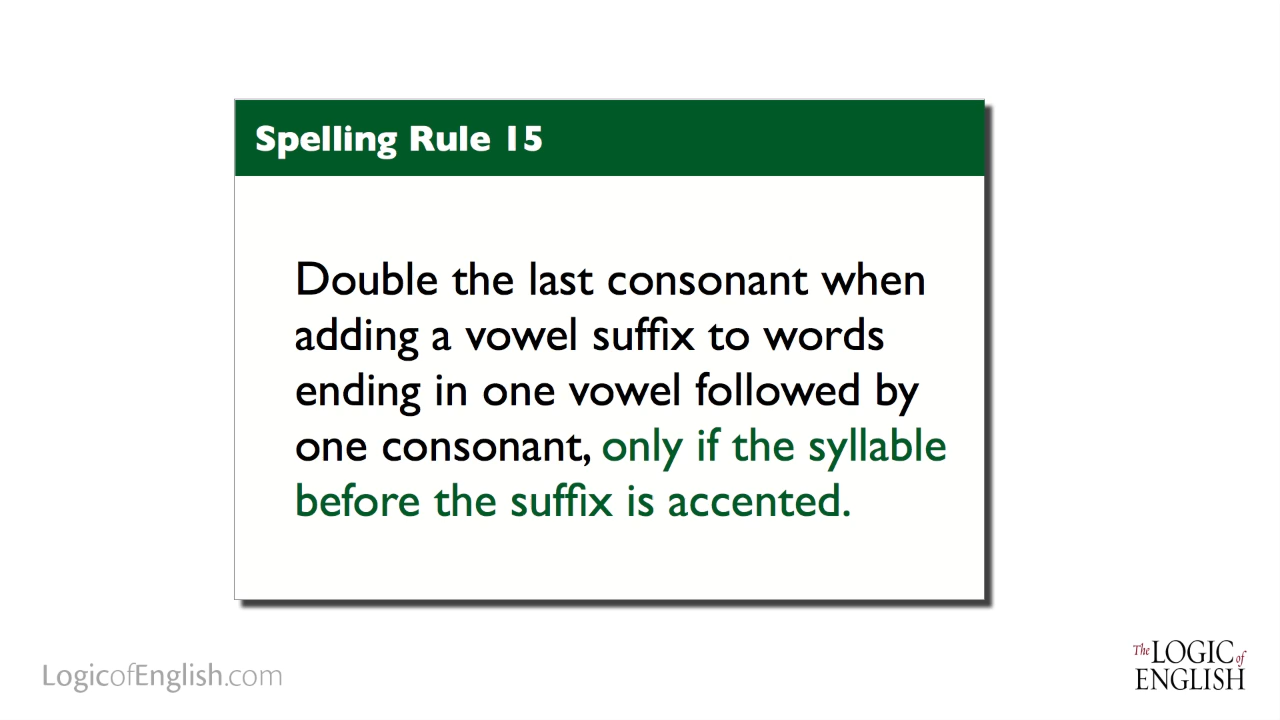 Spelling Rule 15
Double the last consonant when
adding a vowel suffix to words
ending in one vowel followed by
one consonant, only if the syllable
before the suffix is accented.
LogicofEnglish.com
The LOGIC of
ENGLISH